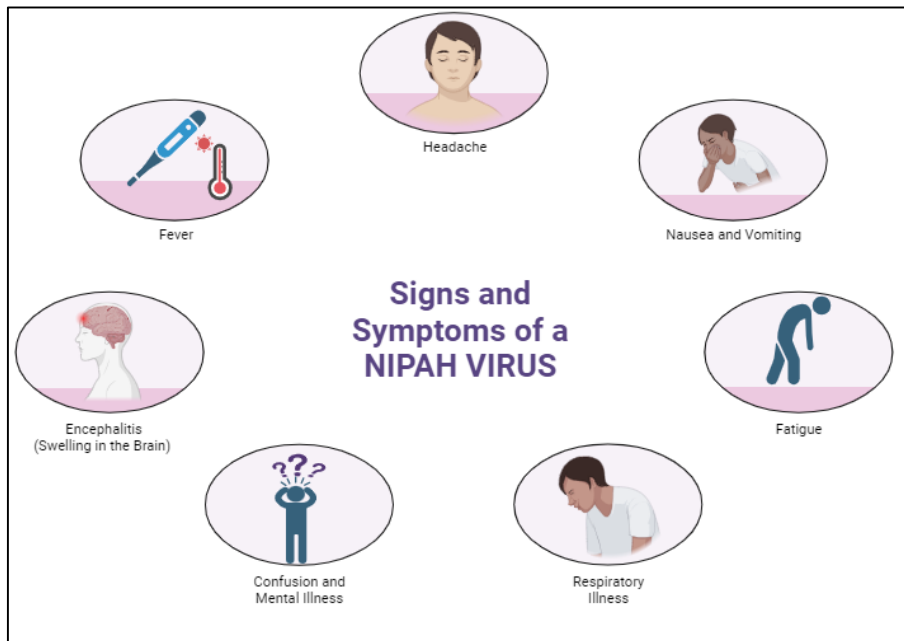 Headache
Fever
Nausea and Vomiting
Signs and
Symptoms of a
NIPAH VIRUS
Encephalitis
(Swelling in the Brain)
Fatigue
???
Confusion and
Mental Illness
Respiratory
Illness